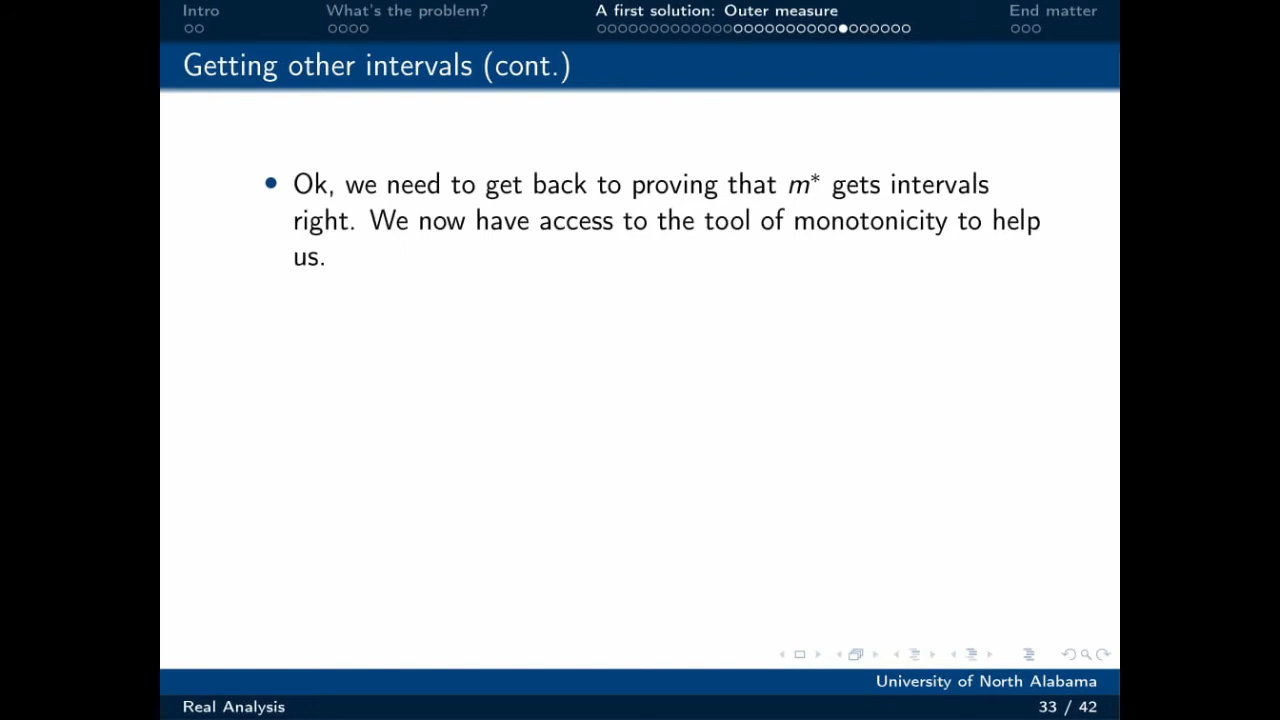 Intro
What's the problem?
A first solution: Outer measure
End matter
Getting other intervals (cont.)
• Ok, we need to get back to proving that m* gets intervals
right. We now have access to the tool of monotonicity to help
us.
University of North Alabama
Real Analysis
33 / 42